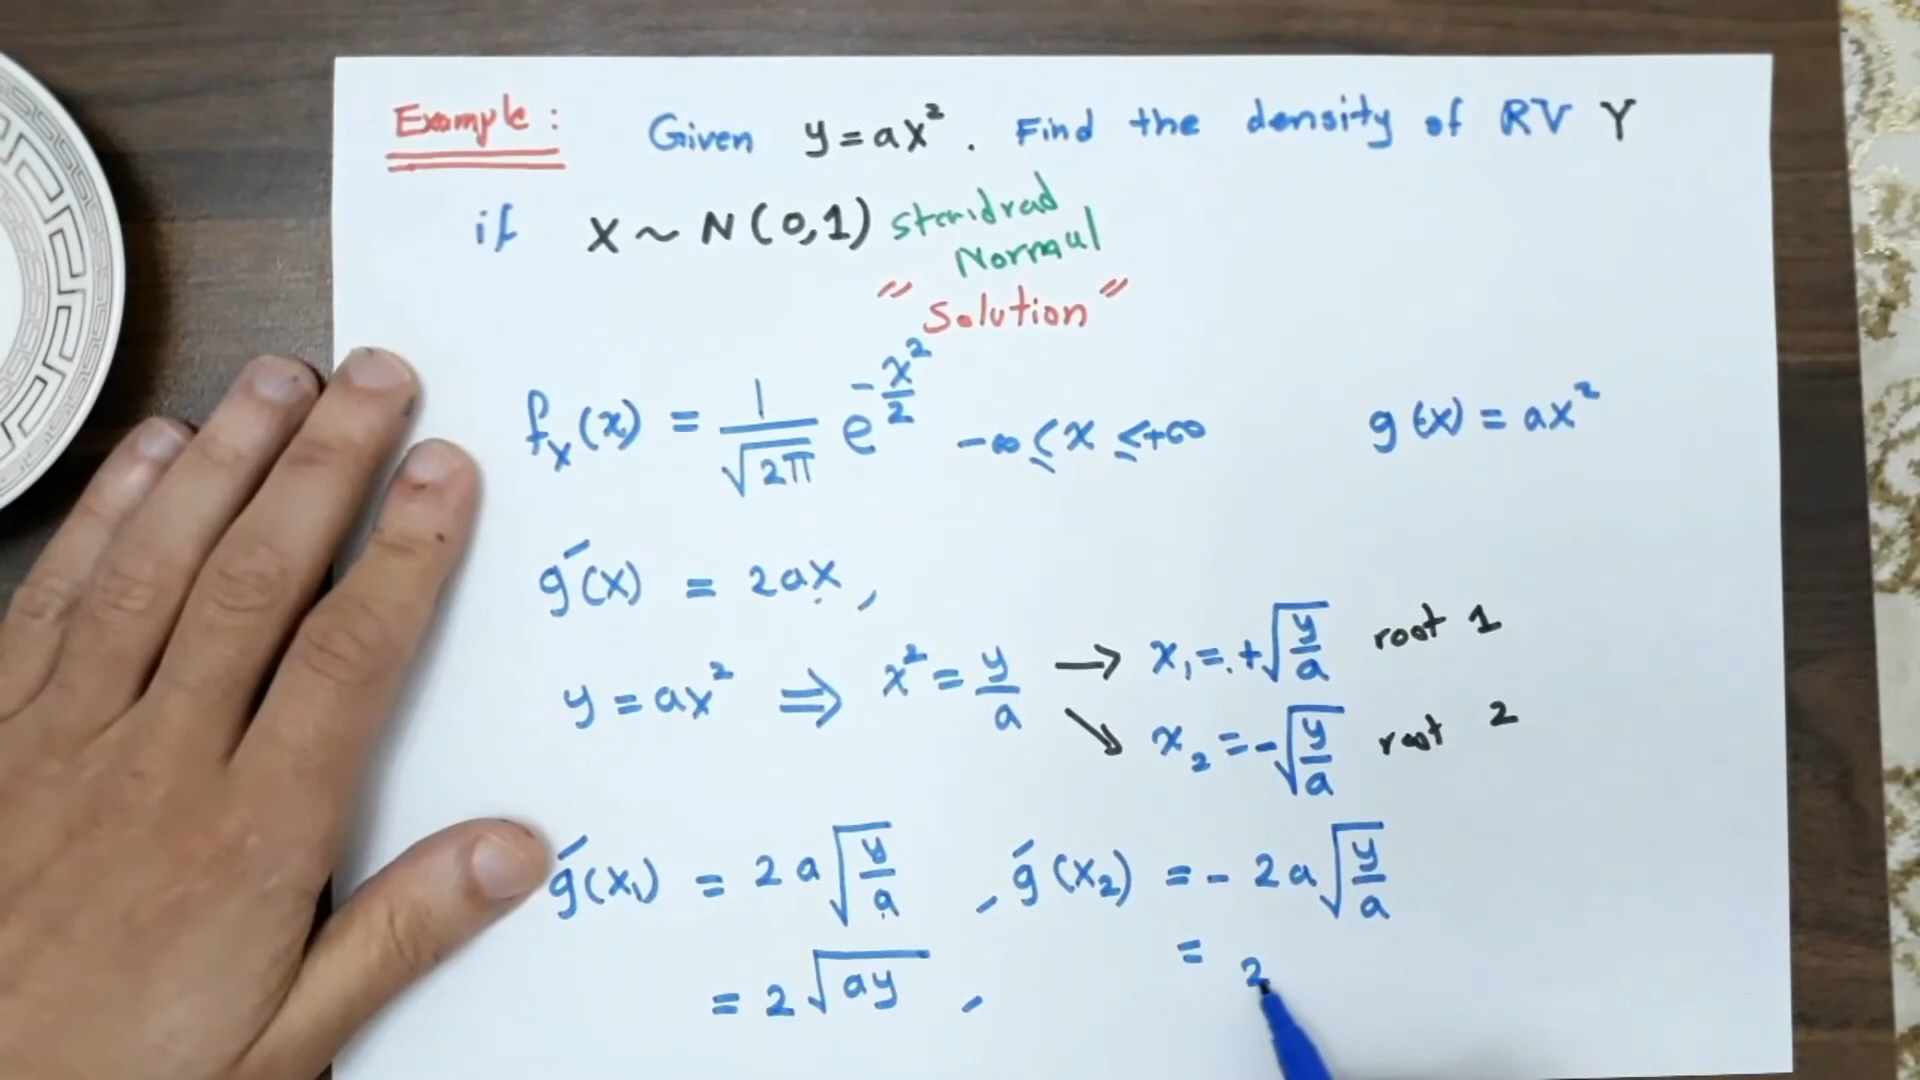 Example: Given y = ax². Find the density of RV Y
if X ~ N(0,1) Standrad
Normal
"Solution"
fₓ(x) = 1/√2π e^(-x²/2) -∞ ≤ x ≤ +∞ g(x) = ax²
g´(x) = 2ax,
y = ax² ⇒ x² = y/a → x₁ = +√(y/a) root 1
↘ x₂ = -√(y/a) root 2
g´(x₁) = 2a√(y/a) , g´(x₂) = - 2a√(y/a)
= 2√ay , = 2